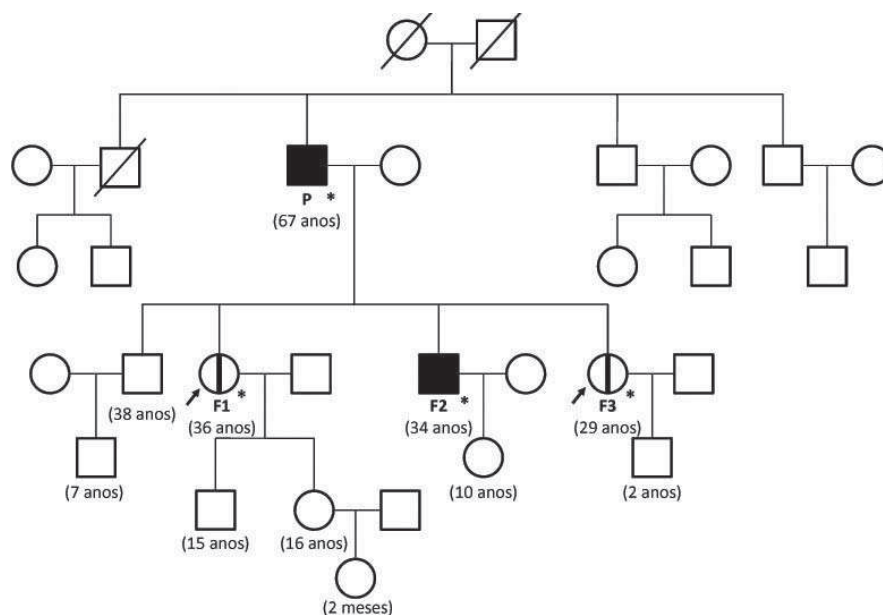 P *
(67 anos)
F1 *
F2 *
F3 *
(38 anos)
(36 anos)
(34 anos)
(29 anos)
(7 anos)
(10 anos)
(2 anos)
(15 anos)
(16 anos)
(2 meses)